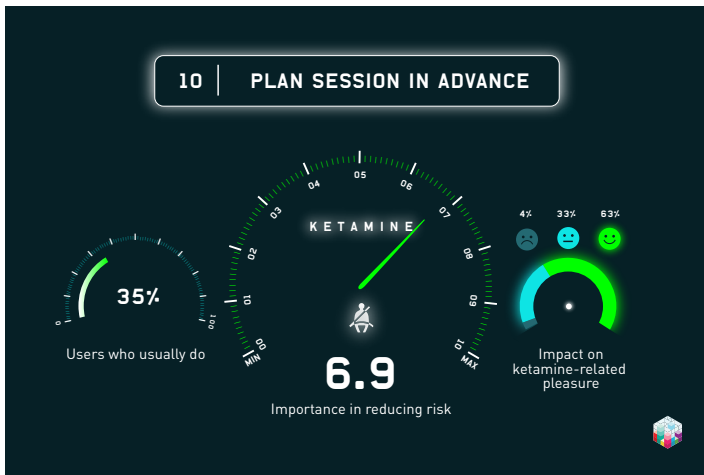 10 | PLAN SESSION IN ADVANCE
35%
0
100
Users who usually do
KETAMINE
00
01
02
03
04
05
06
07
08
09
10
MIN
MAX
6.9
Importance in reducing risk
4% 33% 63%
Impact on
ketamine-related
pleasure